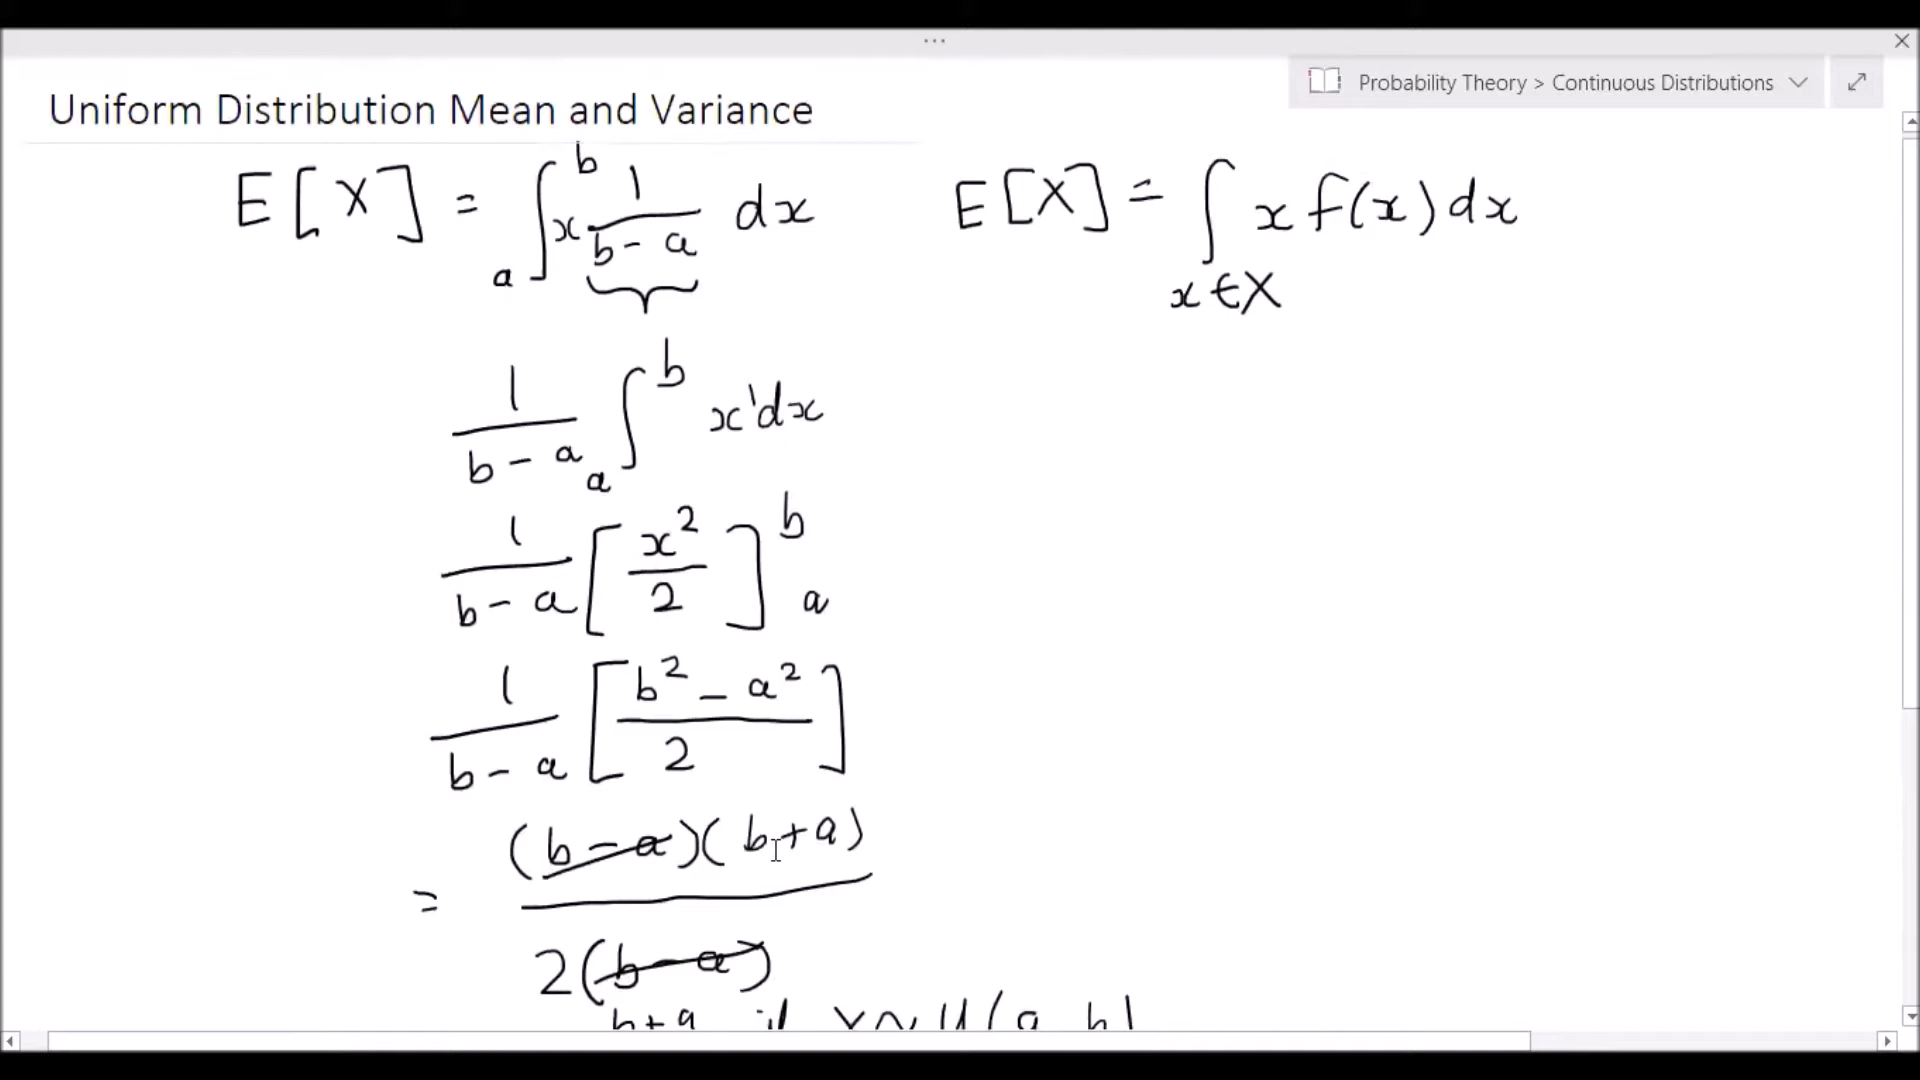 Probability Theory > Continuous Distributions
Uniform Distribution Mean and Variance
E[X] = ∫_a^b x 1/(b-a) dx
E[X] = ∫_{x∈X} x f(x) dx
1/(b-a) ∫_a^b x^1 dx
1/(b-a) [x^2/2]_a^b
1/(b-a) [(b^2 - a^2)/2]
= (b-a)(b+a)
2(b-a)
b+a if X~U(a b)